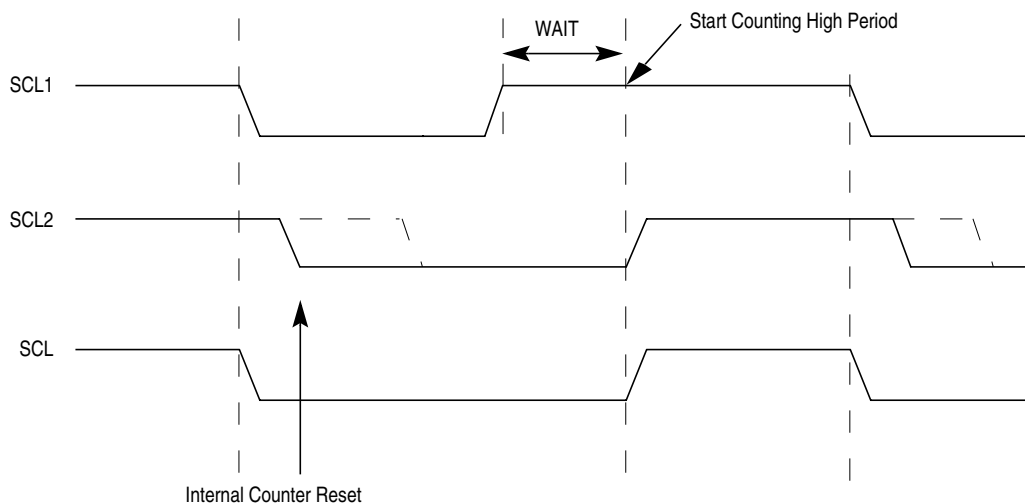 WAIT
Start Counting High Period
SCL1
SCL2
SCL
Internal Counter Reset